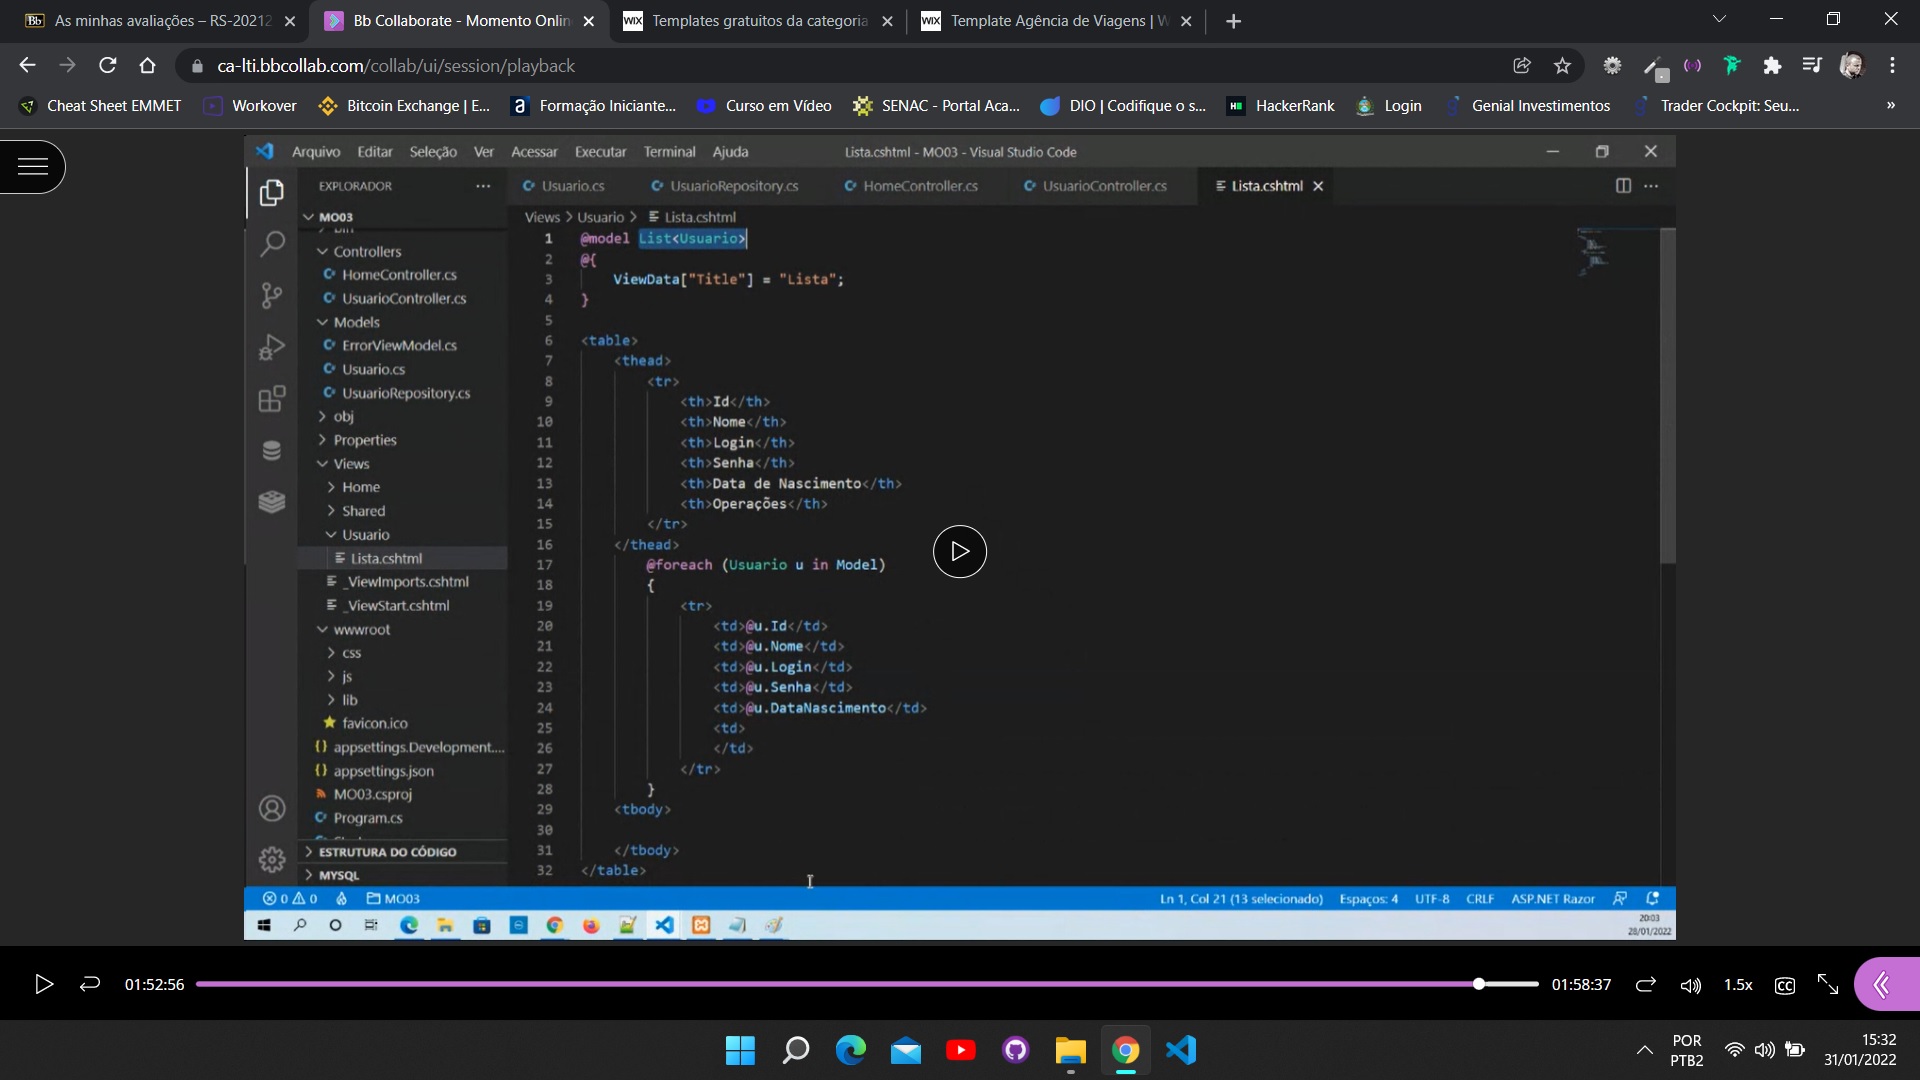 As minhas avaliações – RS-20212
Bb Collaborate - Momento Onlin
Templates gratuitos da categoria
Template Agência de Viagens | W
ca-lti.bbcollab.com/collab/ui/session/playback
Cheat Sheet EMMET
Workover
Bitcoin Exchange | E...
Formação Iniciante...
Curso em Vídeo
SENAC - Portal Aca...
DIO | Codifique o s...
HackerRank
Login
Genial Investimentos
Trader Cockpit: Seu...
»
Arquivo Editar Seleção Ver Acessar Executar Terminal Ajuda
Lista.cshtml - MO03 - Visual Studio Code
EXPLORADOR
Usuario.cs
UsuarioRepository.cs
HomeController.cs
UsuarioController.cs
Lista.cshtml
MO03
bin
Controllers
HomeController.cs
UsuarioController.cs
Models
ErrorViewModel.cs
Usuario.cs
UsuarioRepository.cs
obj
Properties
Views
Home
Shared
Usuario
Lista.cshtml
_ViewImports.cshtml
_ViewStart.cshtml
wwwroot
css
js
lib
favicon.ico
appsettings.Development....
appsettings.json
MO03.csproj
Program.cs
ESTRUTURA DO CÓDIGO
MYSQL
Views > Usuario > Lista.cshtml
1 @model List<Usuario>
2 @{
3 ViewData["Title"] = "Lista";
4 }
5
6 <table>
7 <thead>
8 <tr>
9 <th>Id</th>
10 <th>Nome</th>
11 <th>Login</th>
12 <th>Senha</th>
13 <th>Data de Nascimento</th>
14 <th>Operações</th>
15 </tr>
16 </thead>
17 @foreach (Usuario u in Model)
18 {
19 <tr>
20 <td>@u.Id</td>
21 <td>@u.Nome</td>
22 <td>@u.Login</td>
23 <td>@u.Senha</td>
24 <td>@u.DataNascimento</td>
25 <td>
26 </td>
27 </tr>
28 }
29 <tbody>
30
31 </tbody>
32 </table>
0 0 MO03
Ln 1, Col 21 (13 selecionado) Espaços: 4 UTF-8 CRLF ASP.NET Razor
20:03
28/01/2022
01:52:56
01:58:37
1.5x
CC
POR
PTB2
15:32
31/01/2022